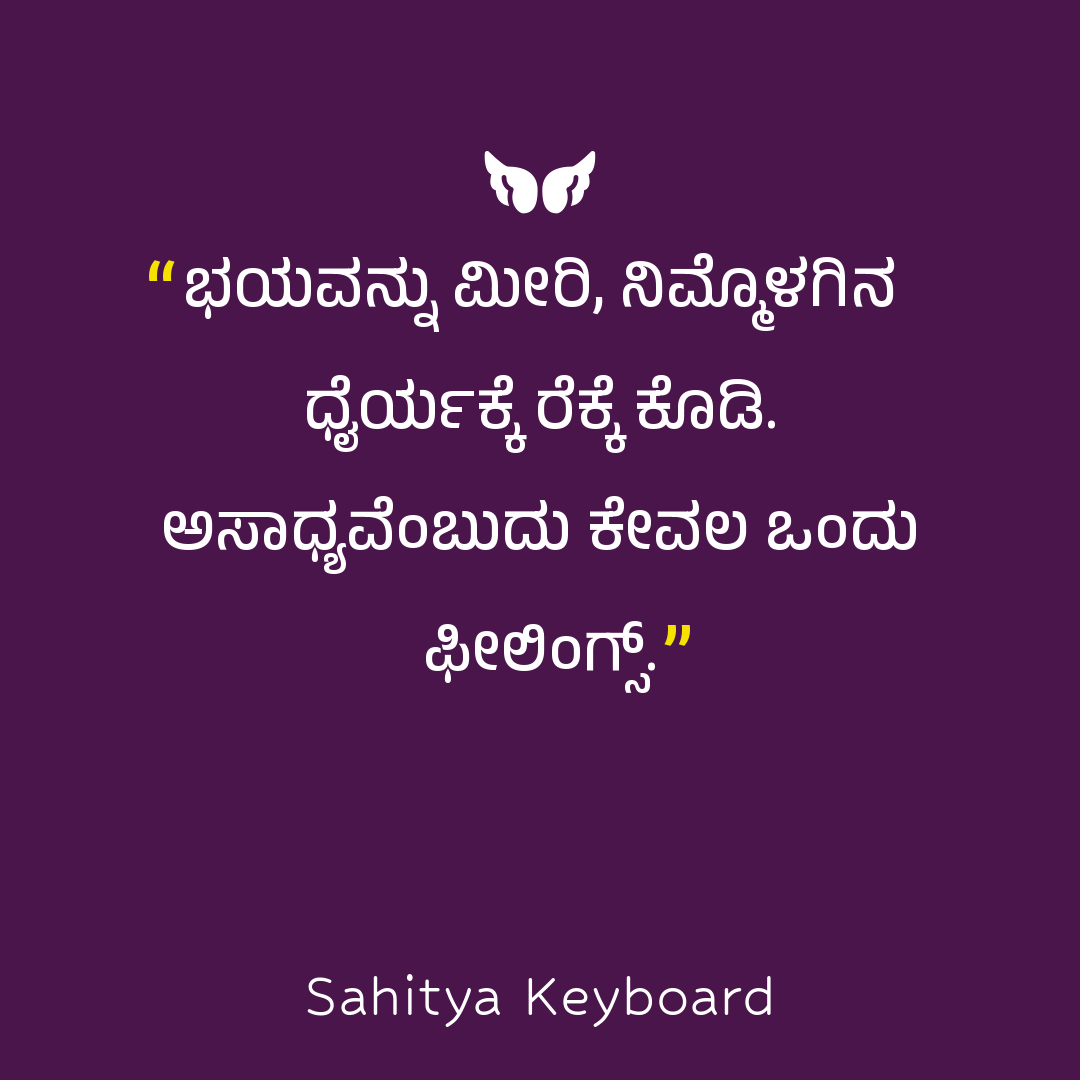 “ಭಯವನ್ನು ಮೀರಿ, ನಿಮ್ಮೊಳಗಿನ
ಧೈರ್ಯಕ್ಕೆ ರೆಕ್ಕೆ ಕೊಡಿ.
ಅಸಾಧ್ಯವೆಂಬುದು ಕೇವಲ ಒಂದು
ಫೀಲಿಂಗ್ಸ್.”
Sahitya Keyboard